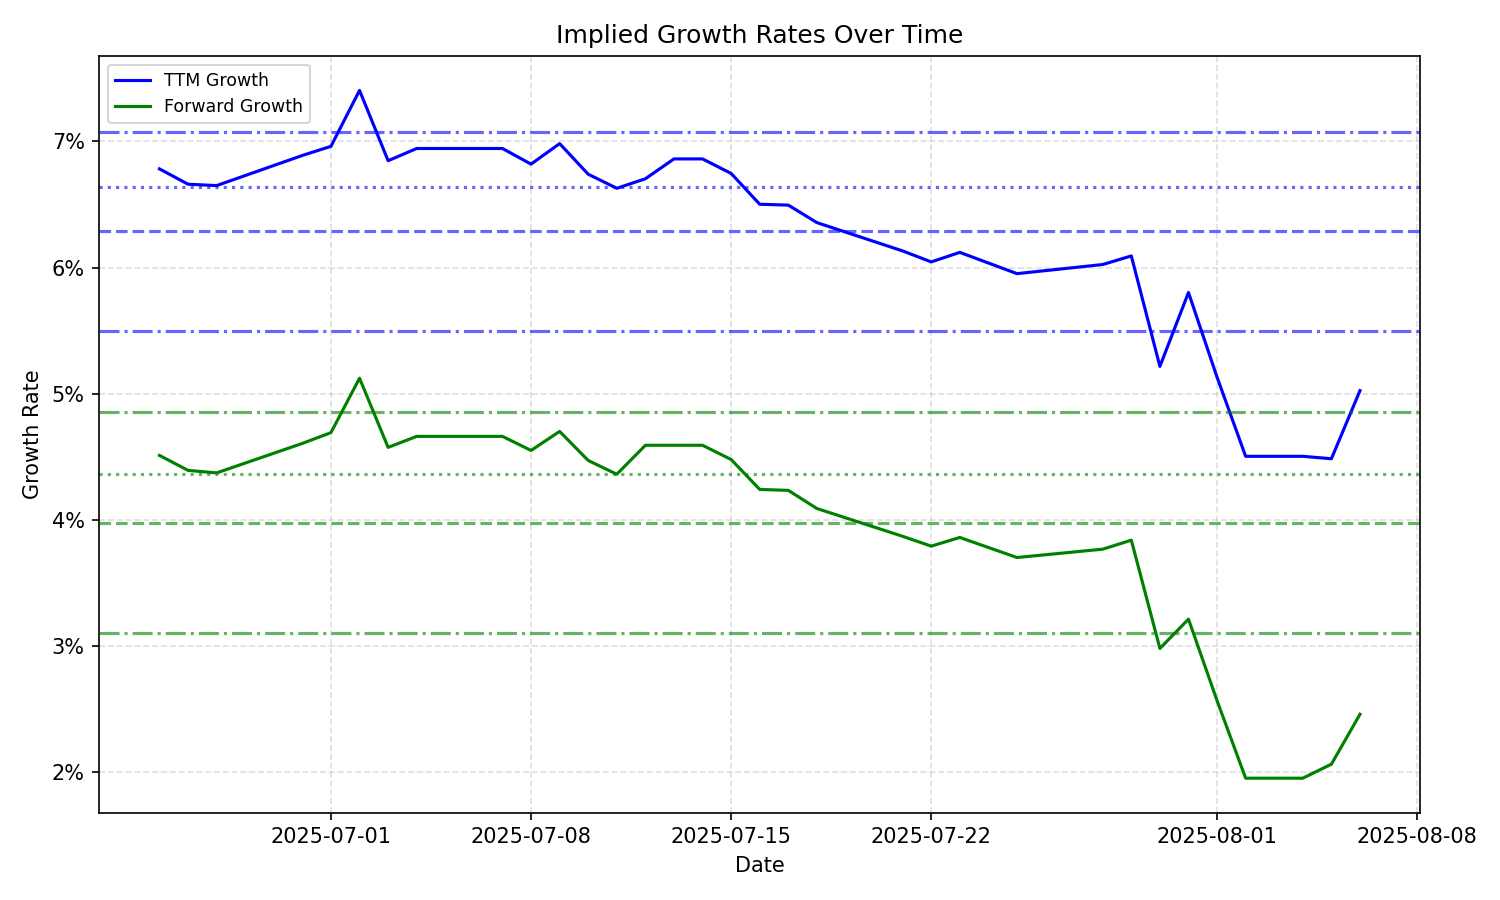 Implied Growth Rates Over Time
TTM Growth
Forward Growth
7%
6%
5%
4%
3%
2%
Growth Rate
2025-07-01
2025-07-08
2025-07-15
2025-07-22
2025-08-01
2025-08-08
Date